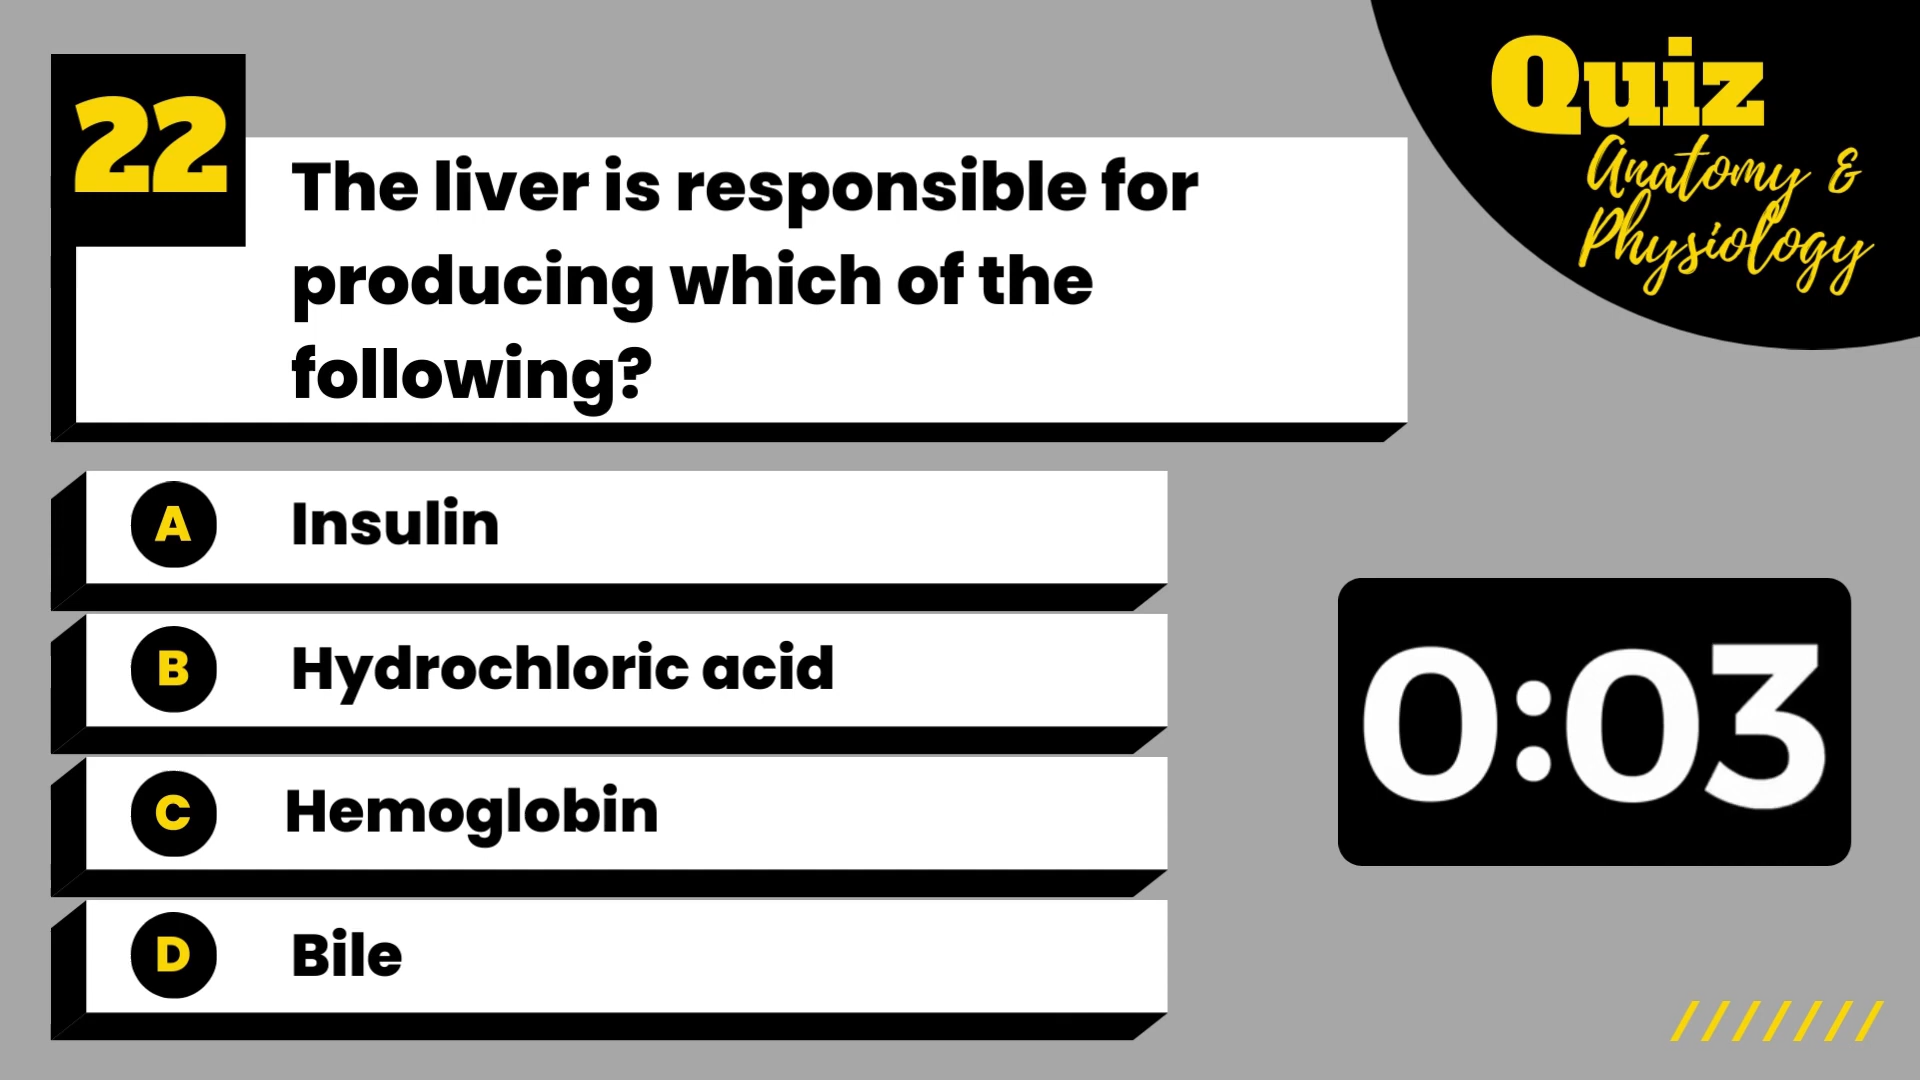 22
The liver is responsible for
producing which of the
following?
Quiz
Anatomy &
Physiology
A
Insulin
B
Hydrochloric acid
C
Hemoglobin
D
Bile
0:03